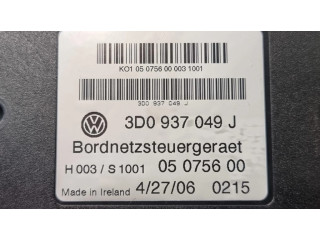 KO1 05 0756 00 003 1001
3D0 937 049 J
VW
3D0 937 049 J
Bordnetzsteuergeraet
H 003 / S 1001 05 0756 00
Made in Ireland 4/27/06 0215